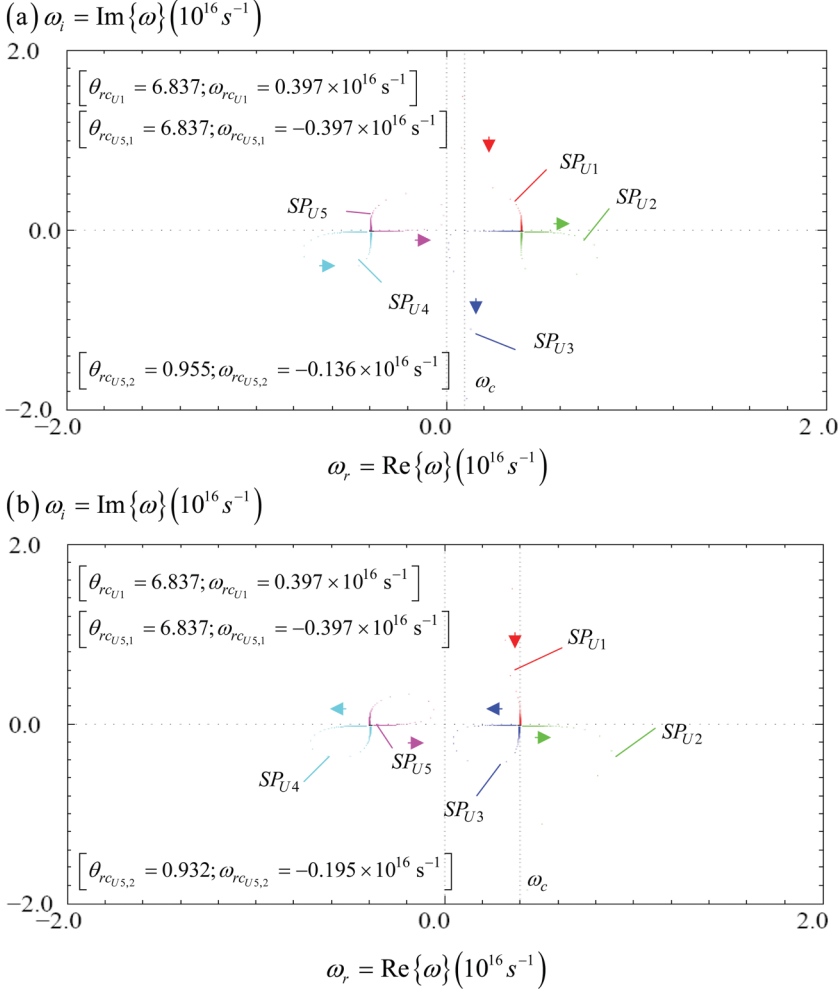 (a) ω_i = Im{ω}(10^16 s^−1)
2.0
[θ_rc_U1 = 6.837; ω_rc_U1 = 0.397×10^16 s^−1]
[θ_rc_U5,1 = 6.837; ω_rc_U5,1 = −0.397×10^16 s^−1]
SP_U1
SP_U5
SP_U2
0.0
SP_U4
SP_U3
[θ_rc_U5,2 = 0.955; ω_rc_U5,2 = −0.136×10^16 s^−1]
ω_c
−2.0
−2.0 0.0 2.0
ω_r = Re{ω}(10^16 s^−1)
(b) ω_i = Im{ω}(10^16 s^−1)
2.0
[θ_rc_U1 = 6.837; ω_rc_U1 = 0.397×10^16 s^−1]
[θ_rc_U5,1 = 6.837; ω_rc_U5,1 = −0.397×10^16 s^−1]
SP_U1
0.0
SP_U2
SP_U5
SP_U4
SP_U3
[θ_rc_U5,2 = 0.932; ω_rc_U5,2 = −0.195×10^16 s^−1]
ω_c
−2.0
−2.0 0.0 2.0
ω_r = Re{ω}(10^16 s^−1)